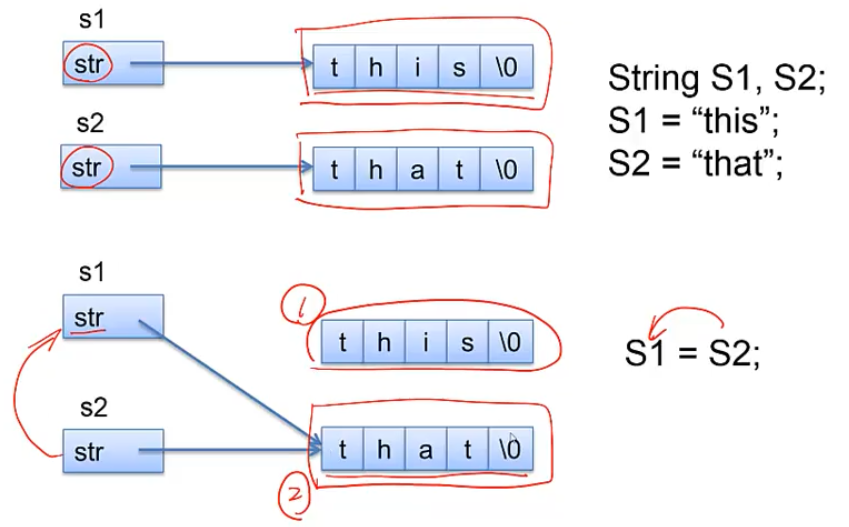 s1
str
t h i s \0
s2
str
t h a t \0
String S1, S2;
S1 = “this”;
S2 = “that”;
s1
str
1
t h i s \0
S1 = S2;
s2
str
t h a t \0
2